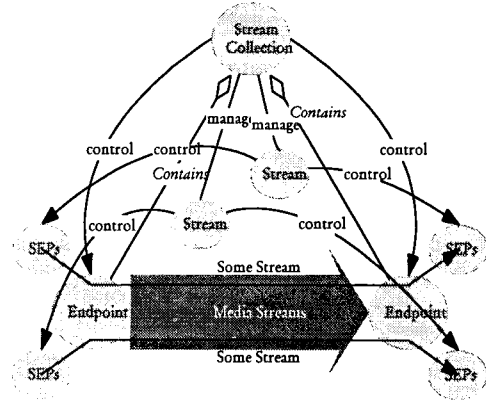 Stream
Collection
manage
manage
Contains
control
control
control
Contains
Stream
control
Stream
control
control
SEPs
SEPs
Some Stream
Endpoint
Media Streams
Endpoint
Some Stream
SEPs
SEPs